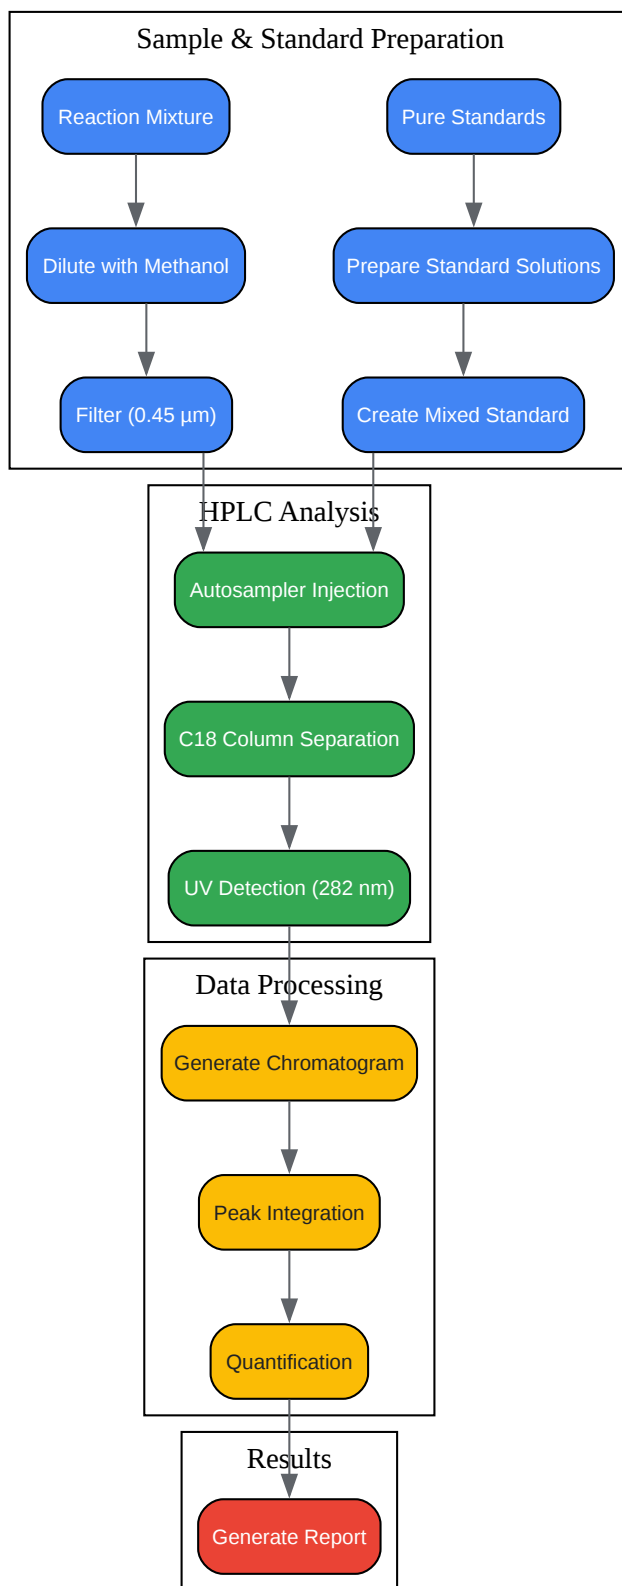 Sample & Standard Preparation
Reaction Mixture
Pure Standards
Dilute with Methanol
Prepare Standard Solutions
Filter (0.45 µm)
Create Mixed Standard
HPLC Analysis
Autosampler Injection
C18 Column Separation
UV Detection (282 nm)
Data Processing
Generate Chromatogram
Peak Integration
Quantification
Results
Generate Report